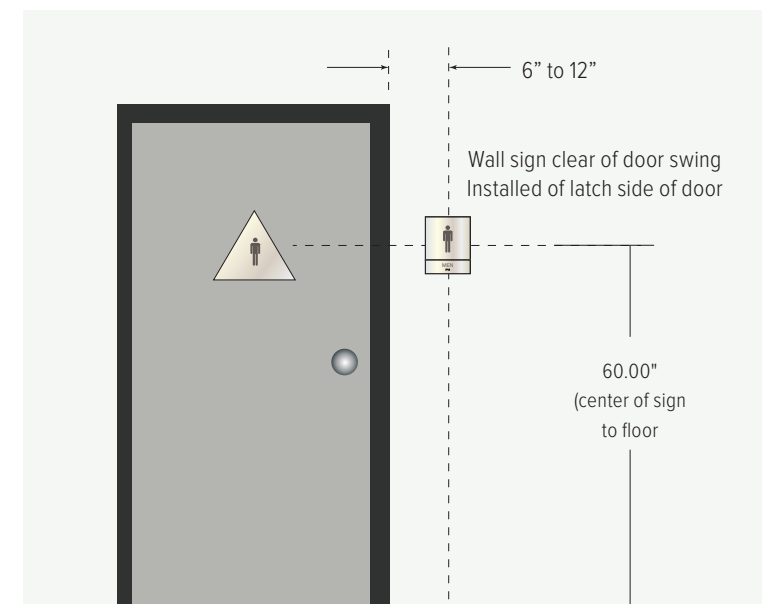 6” to 12”
Wall sign clear of door swing
Installed of latch side of door
MEN
60.00"
(center of sign
to floor